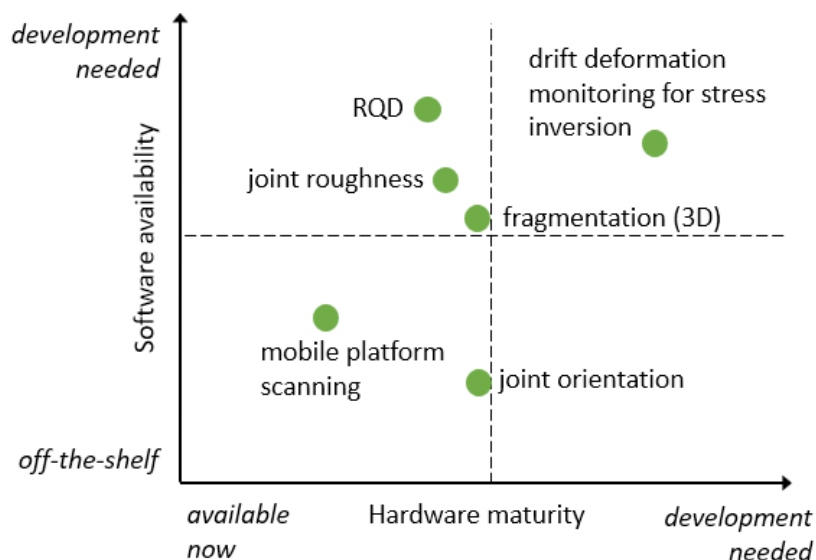 development
needed
drift deformation
monitoring for stress
inversion
RQD
joint roughness
fragmentation (3D)
Software availability
mobile platform
scanning
joint orientation
off-the-shelf
available
now
Hardware maturity
development
needed